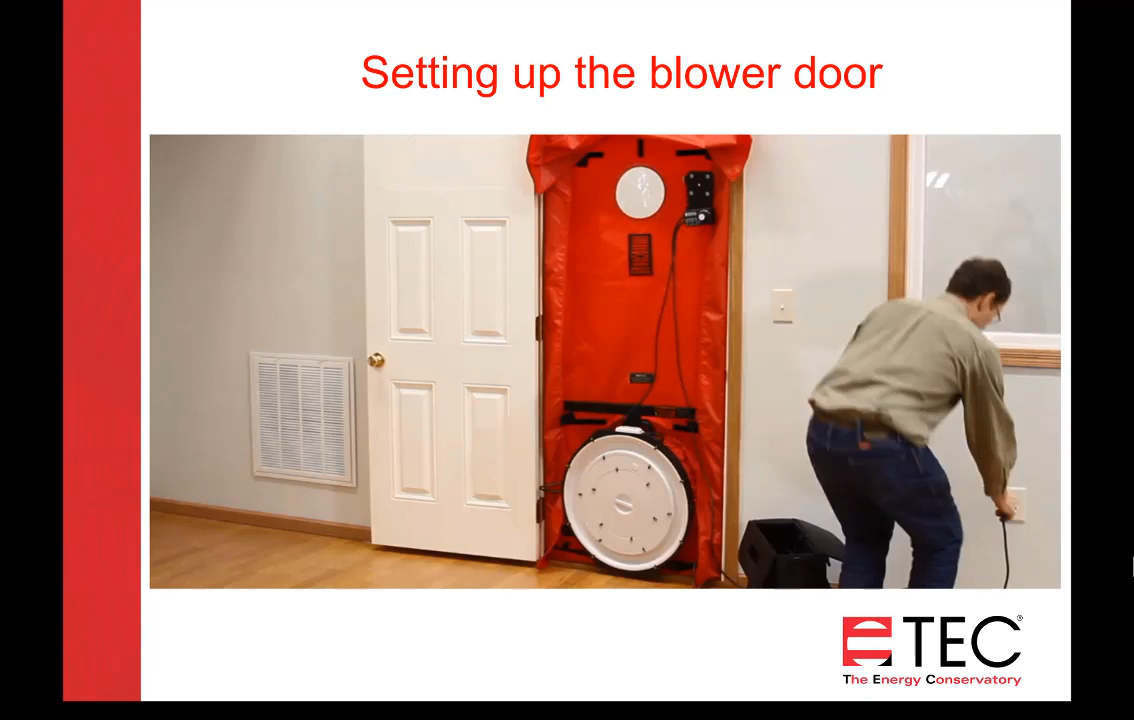 Setting up the blower door
TEC®
The Energy Conservatory